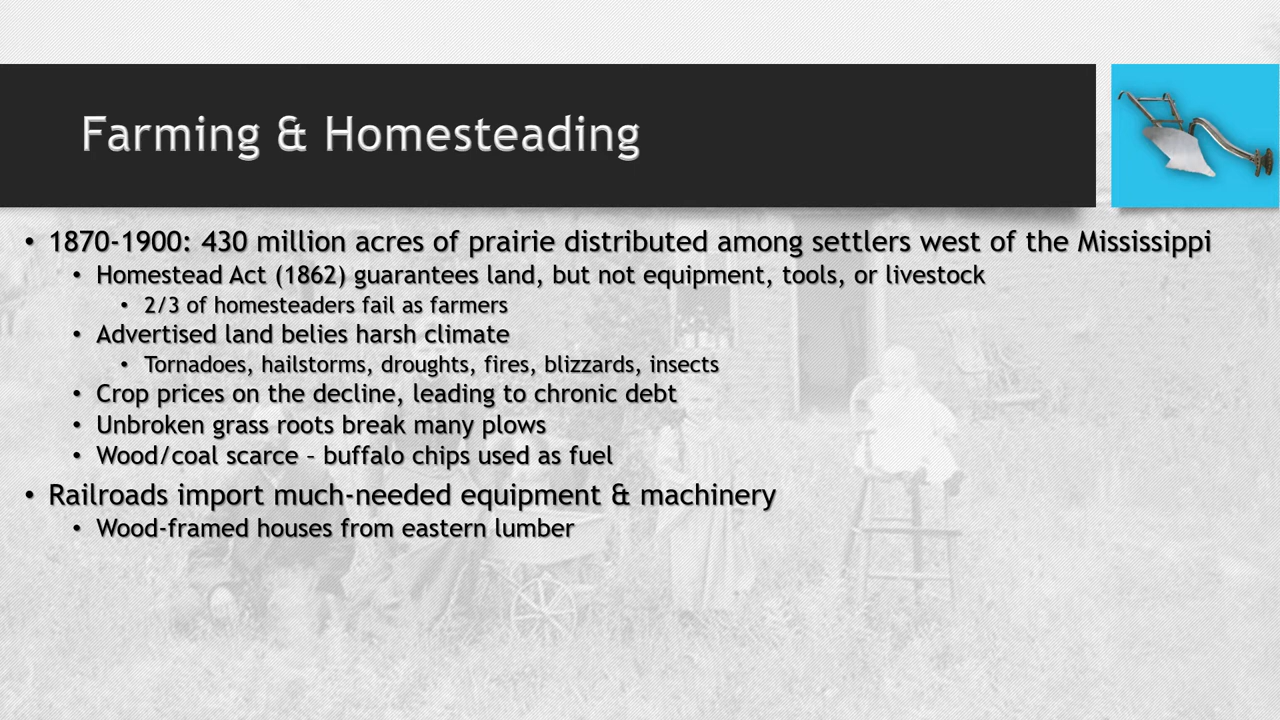 Farming & Homesteading
• 1870-1900: 430 million acres of prairie distributed among settlers west of the Mississippi
• Homestead Act (1862) guarantees land, but not equipment, tools, or livestock
• 2/3 of homesteaders fail as farmers
• Advertised land belies harsh climate
• Tornadoes, hailstorms, droughts, fires, blizzards, insects
• Crop prices on the decline, leading to chronic debt
• Unbroken grass roots break many plows
• Wood/coal scarce – buffalo chips used as fuel
• Railroads import much-needed equipment & machinery
• Wood-framed houses from eastern lumber